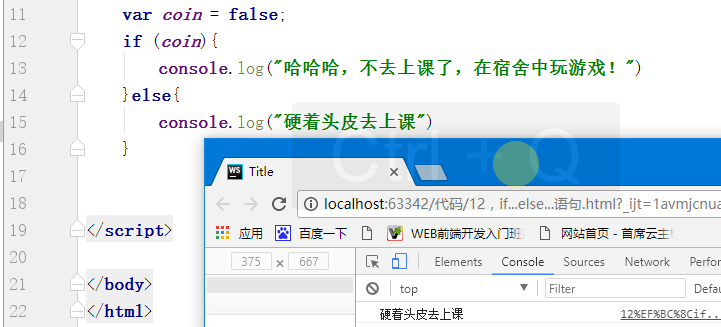 11 var coin = false;
12 if (coin){
13 console.log("哈哈哈，不去上课了，在宿舍中玩游戏！")
14 }else{
15 console.log("硬着头皮去上课")
16 }
17
18
19 </script>
20
21 </body>
22 </html>
Ctrl + Q
WS Title
localhost:63342/代码/12，if...else...语句.html?_ijt=1avmjcnua
应用 百度一下 WEB前端开发入门班 网站首页 - 首席云主
375 × 667
Elements Console Sources Network Perfor
top Filter Defau
硬着头皮去上课 12%EF%BC%8Cif...